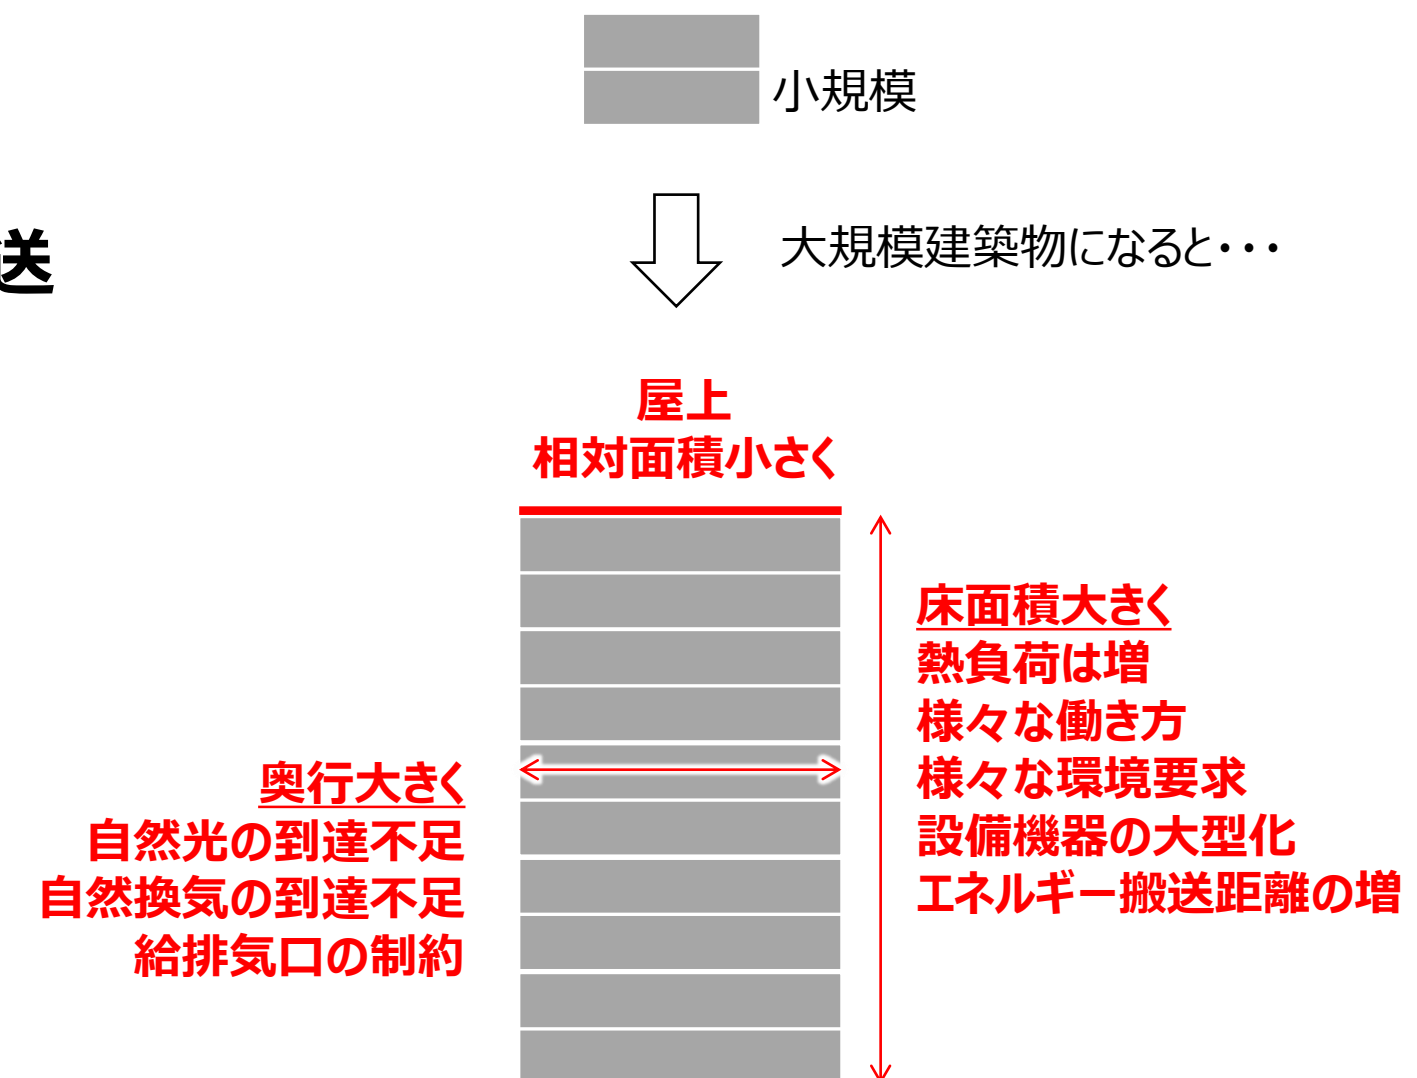 小規模
大規模建築物になると・・・
送
屋上
相対面積小さく
床面積大きく
熱負荷は増
様々な働き方
様々な環境要求
設備機器の大型化
エネルギー搬送距離の増
奥行大きく
自然光の到達不足
自然換気の到達不足
給排気口の制約